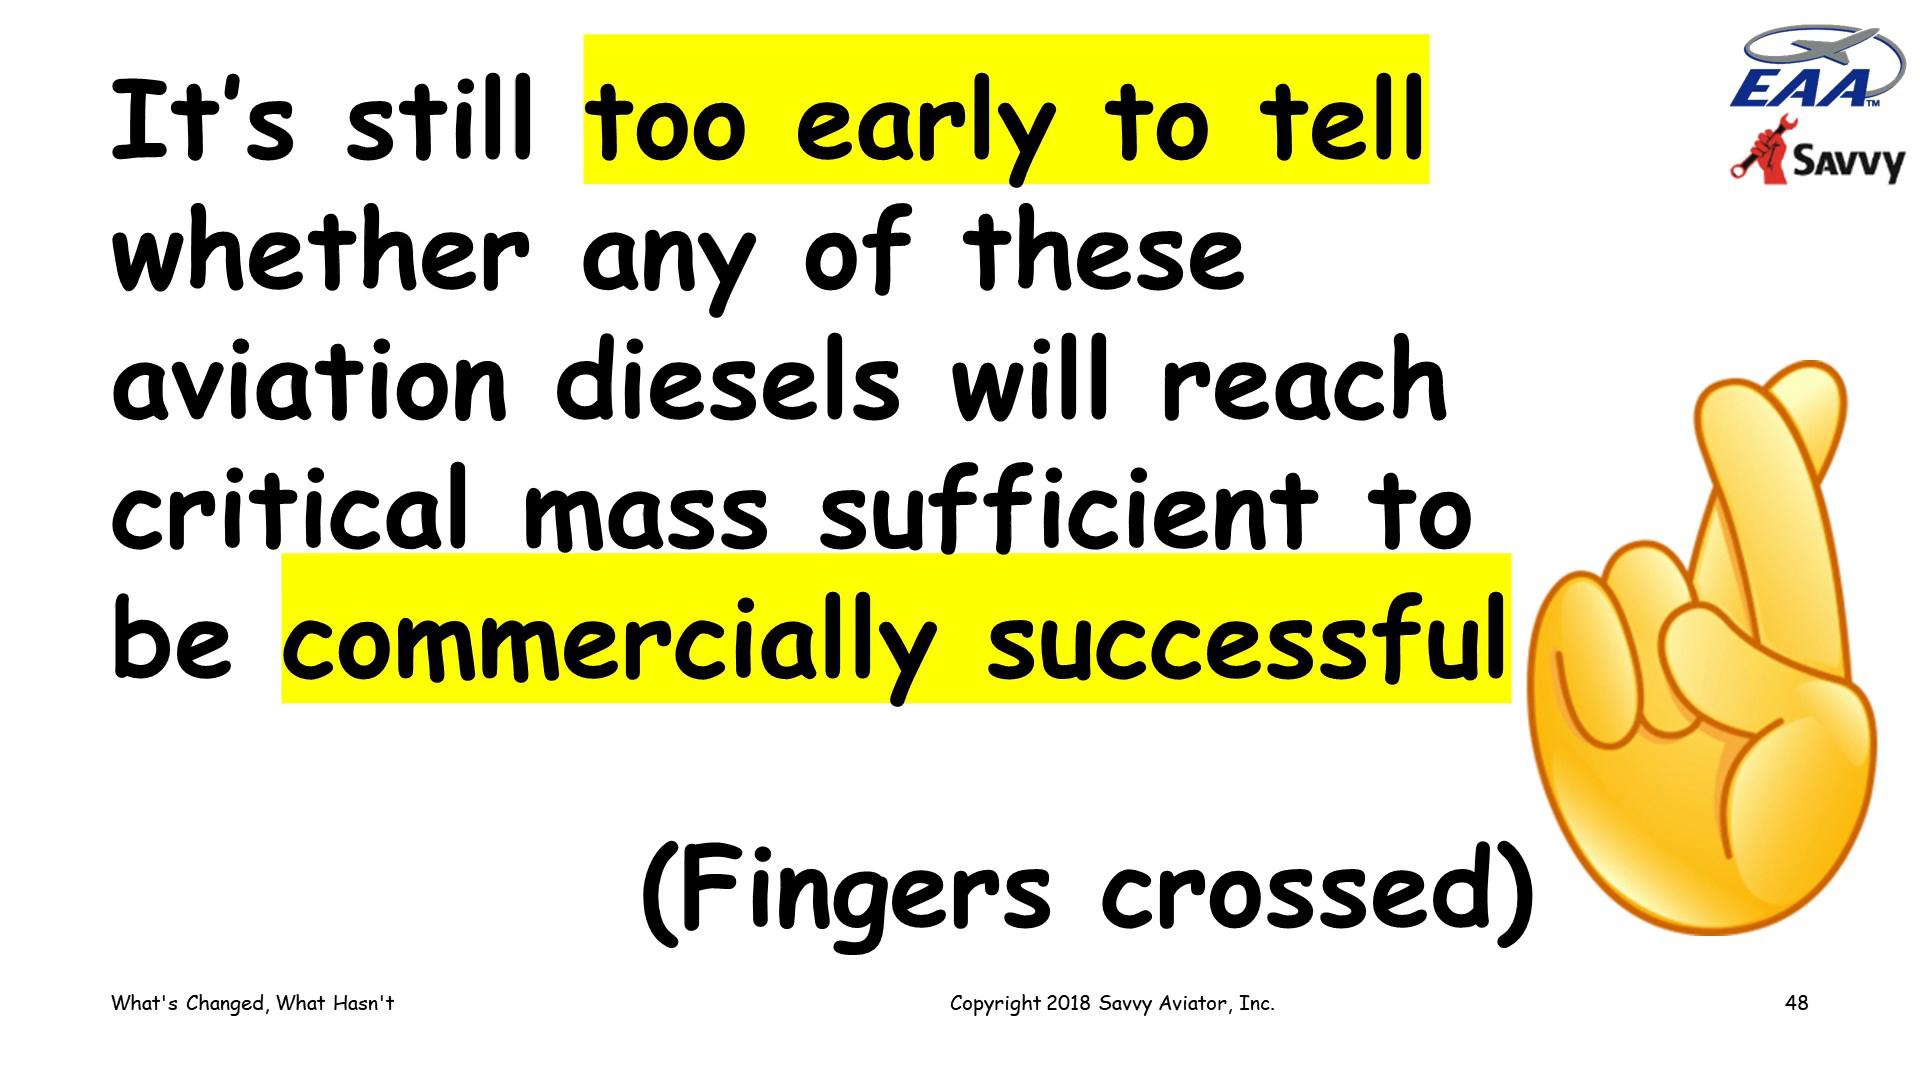 It’s still too early to tell
whether any of these
aviation diesels will reach
critical mass sufficient to
be commercially successful
(Fingers crossed)
EAA™
SAVVY
What's Changed, What Hasn't
Copyright 2018 Savvy Aviator, Inc.
48